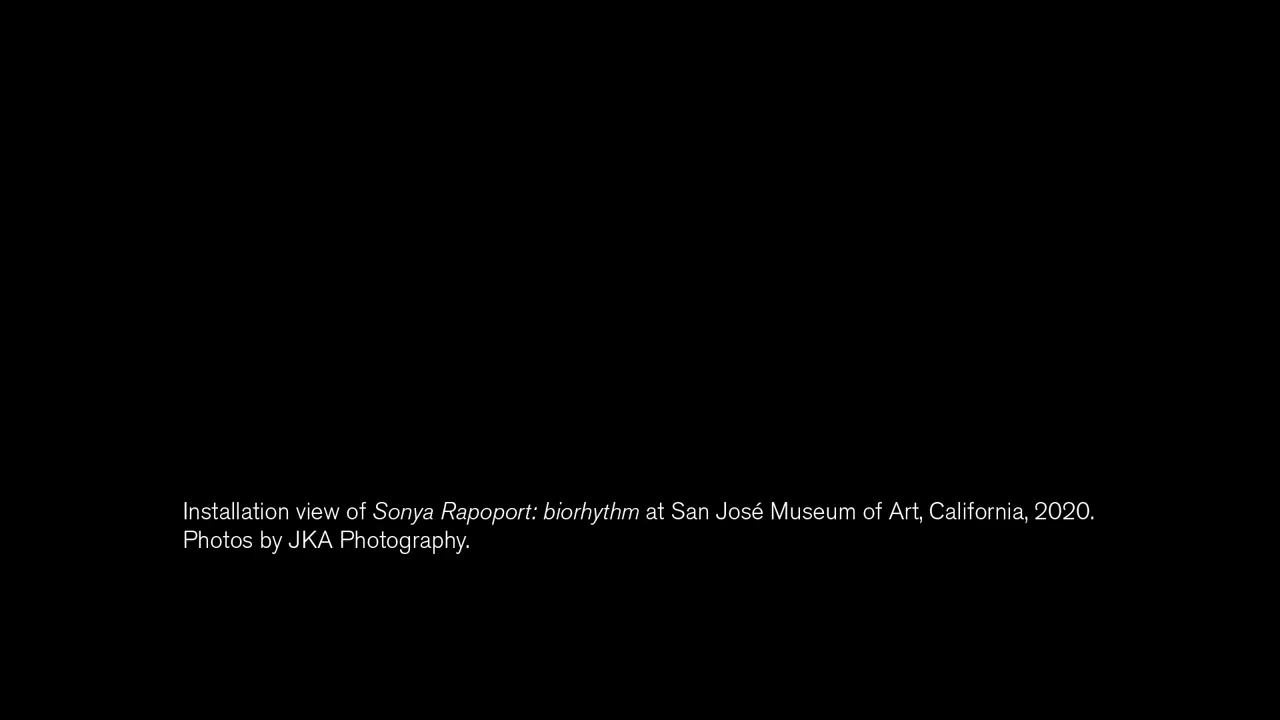 Installation view of Sonya Rapoport: biorhythm at San José Museum of Art, California, 2020.
Photos by JKA Photography.